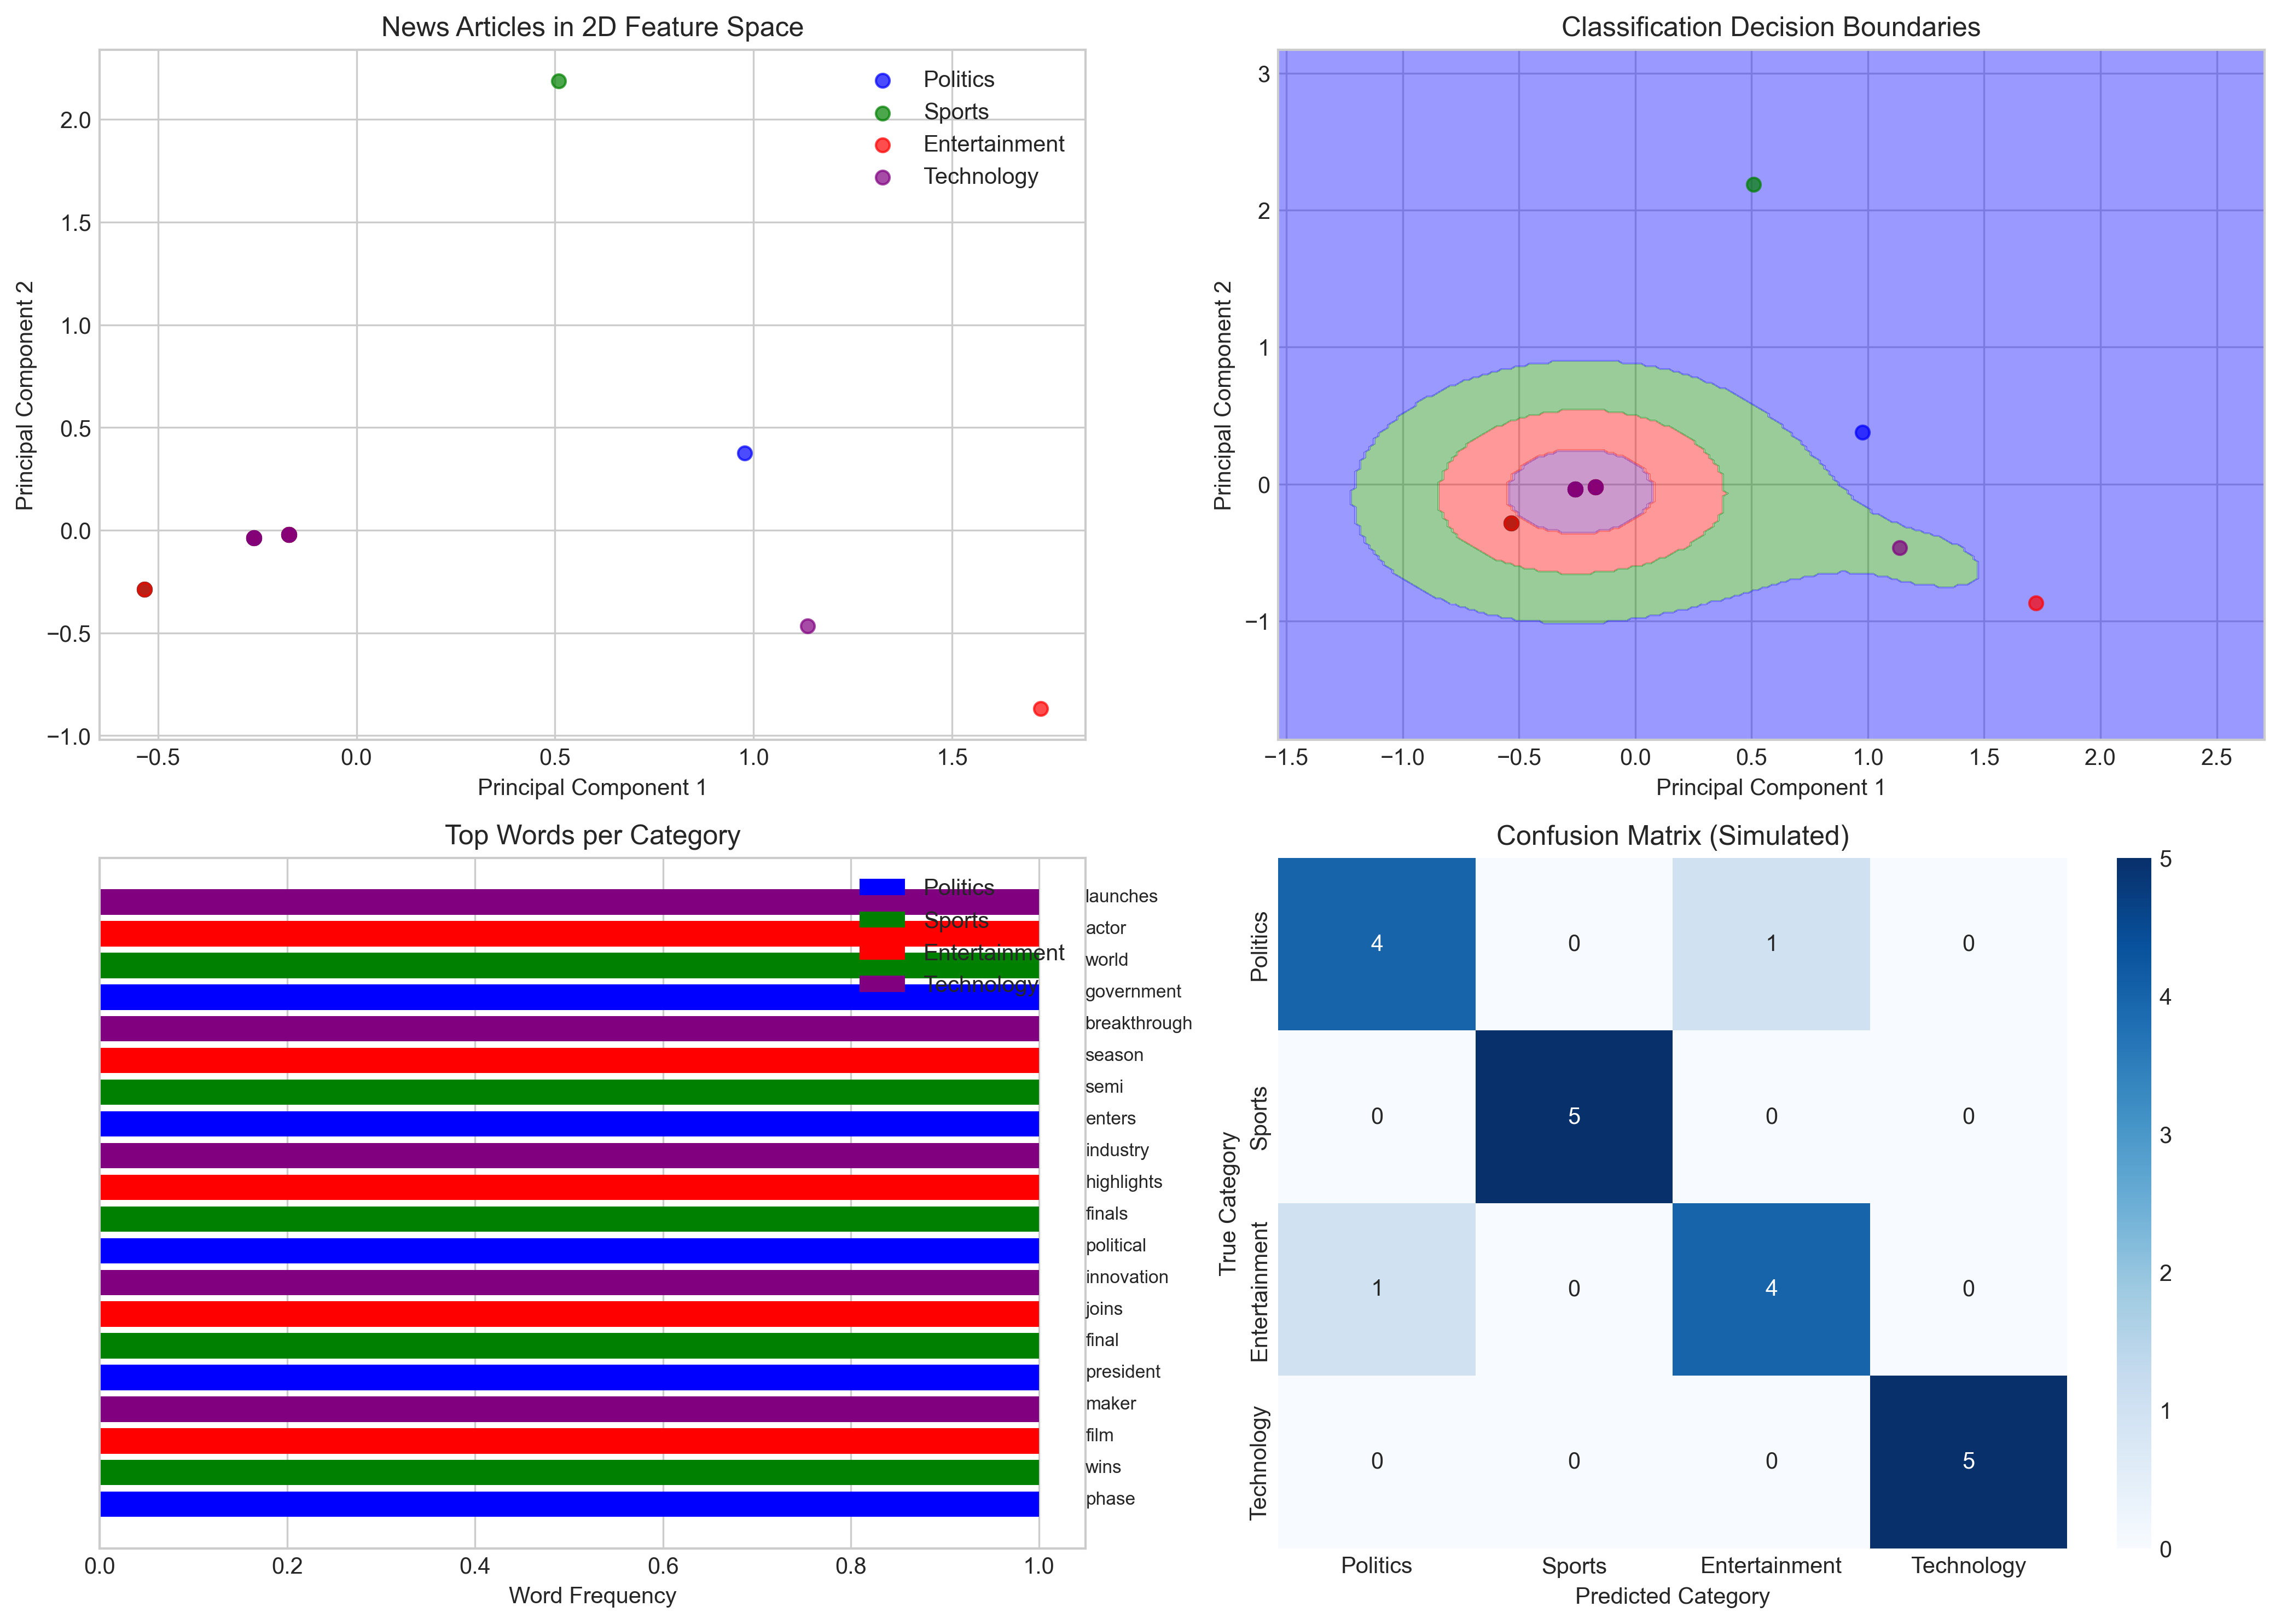 News Articles in 2D Feature Space
Politics
Sports
Entertainment
Technology
Principal Component 2
2.0
1.5
1.0
0.5
0.0
−0.5
−1.0
−0.5 0.0 0.5 1.0 1.5
Principal Component 1
Classification Decision Boundaries
Principal Component 2
3
2
1
0
−1
−1.5 −1.0 −0.5 0.0 0.5 1.0 1.5 2.0 2.5
Principal Component 1
Top Words per Category
Politics
Sports
Entertainment
Technology
launches
actor
world
government
breakthrough
season
semi
enters
industry
highlights
finals
political
innovation
joins
final
president
maker
film
wins
phase
0.0 0.2 0.4 0.6 0.8 1.0
Word Frequency
Confusion Matrix (Simulated)
True Category
Politics
4 0 1 0
Sports
0 5 0 0
Entertainment
1 0 4 0
Technology
0 0 0 5
Politics Sports Entertainment Technology
Predicted Category
5
4
3
2
1
0